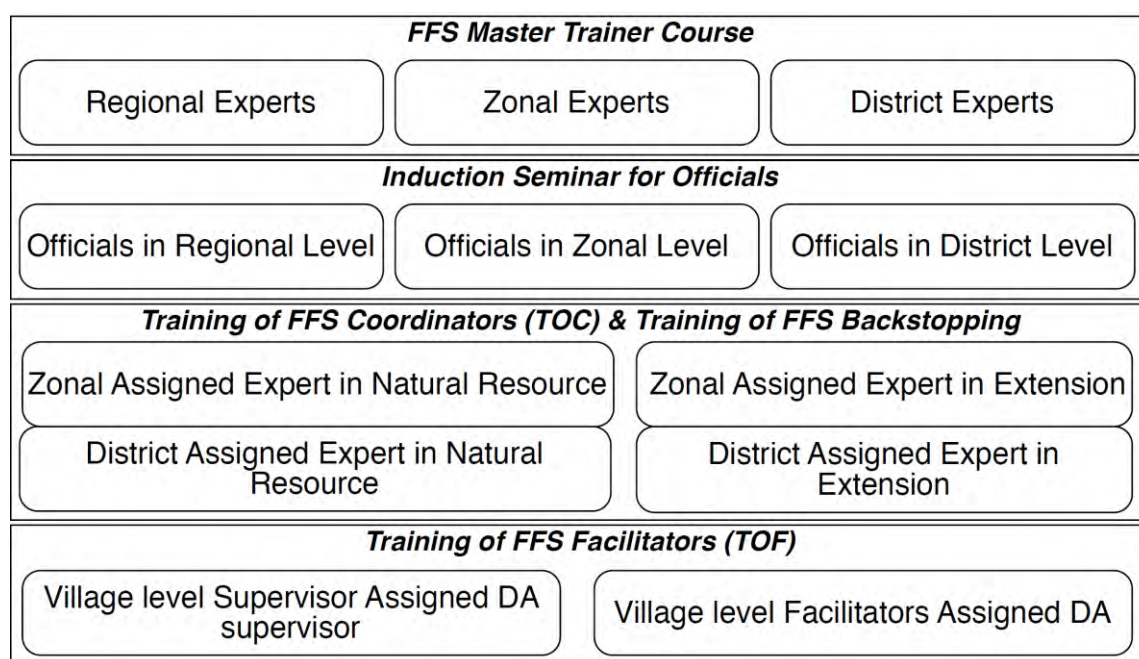 FFS Master Trainer Course
Regional Experts
Zonal Experts
District Experts
Induction Seminar for Officials
Officials in Regional Level
Officials in Zonal Level
Officials in District Level
Training of FFS Coordinators (TOC) & Training of FFS Backstopping
Zonal Assigned Expert in Natural Resource
Zonal Assigned Expert in Extension
District Assigned Expert in Natural
Resource
District Assigned Expert in
Extension
Training of FFS Facilitators (TOF)
Village level Supervisor Assigned DA
supervisor
Village level Facilitators Assigned DA